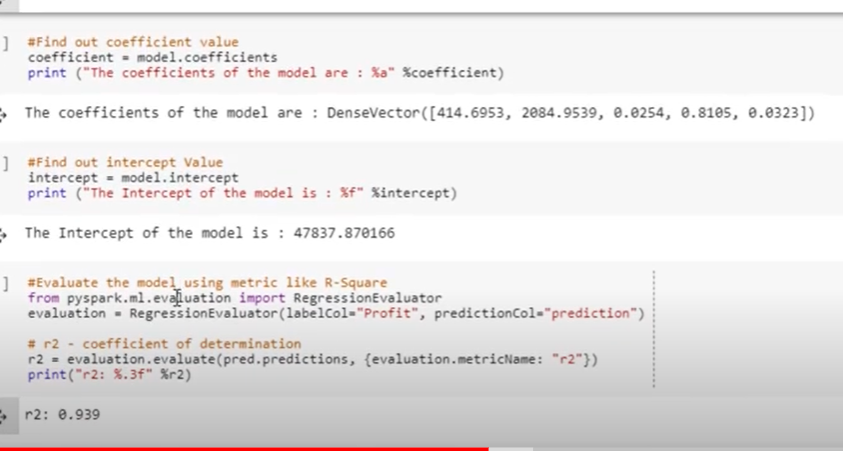 #Find out coefficient value
coefficient = model.coefficients
print ("The coefficients of the model are : %a" %coefficient)
The coefficients of the model are : DenseVector([414.6953, 2084.9539, 0.0254, 0.8105, 0.0323])
#Find out intercept Value
intercept = model.intercept
print ("The Intercept of the model is : %f" %intercept)
The Intercept of the model is : 47837.870166
#Evaluate the model using metric like R-Square
from pyspark.ml.evaluation import RegressionEvaluator
evaluation = RegressionEvaluator(labelCol="Profit", predictionCol="prediction")
# r2 - coefficient of determination
r2 = evaluation.evaluate(pred.predictions, {evaluation.metricName: "r2"})
print("r2: %.3f" %r2)
r2: 0.939